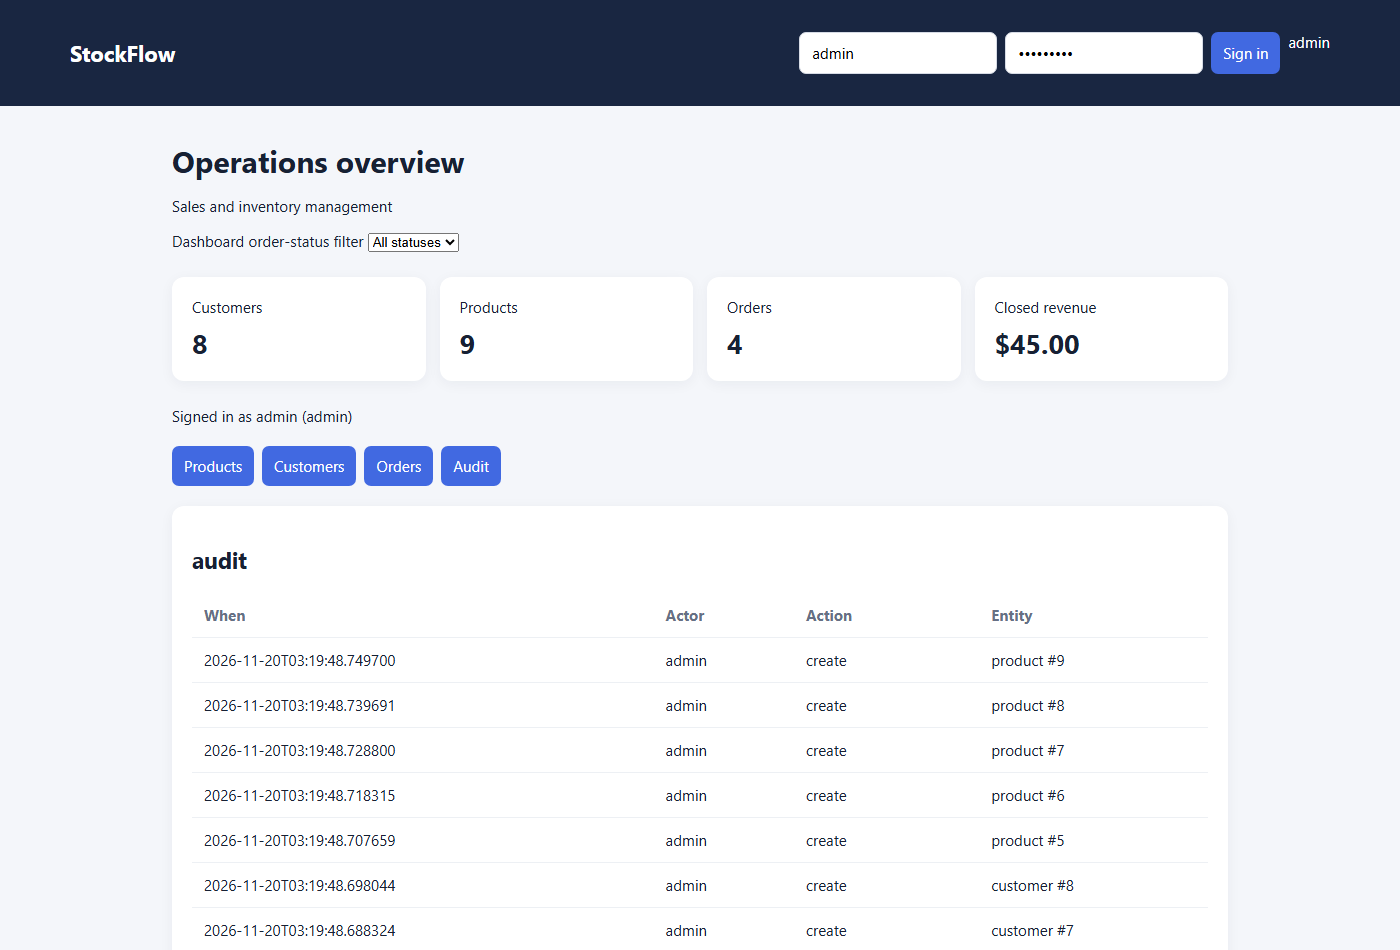 StockFlow
admin ••••••••• Sign in admin
Operations overview
Sales and inventory management
Dashboard order-status filter All statuses
Customers Products Orders Closed revenue
8 9 4 $45.00
Signed in as admin (admin)
Products Customers Orders Audit
audit
When Actor Action Entity
2026-11-20T03:19:48.749700 admin create product #9
2026-11-20T03:19:48.739691 admin create product #8
2026-11-20T03:19:48.728800 admin create product #7
2026-11-20T03:19:48.718315 admin create product #6
2026-11-20T03:19:48.707659 admin create product #5
2026-11-20T03:19:48.698044 admin create customer #8
2026-11-20T03:19:48.688324 admin create customer #7